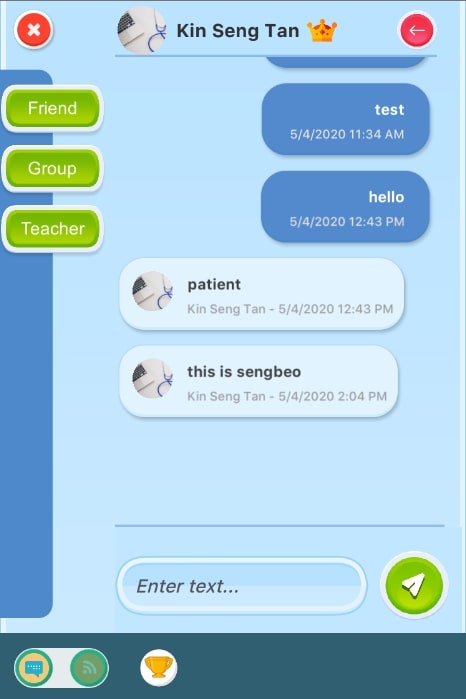 Kin Seng Tan
Friend
Group
Teacher
test
5/4/2020 11:34 AM
hello
5/4/2020 12:43 PM
patient
Kin Seng Tan - 5/4/2020 12:43 PM
this is sengbeo
Kin Seng Tan - 5/4/2020 2:04 PM
Enter text...